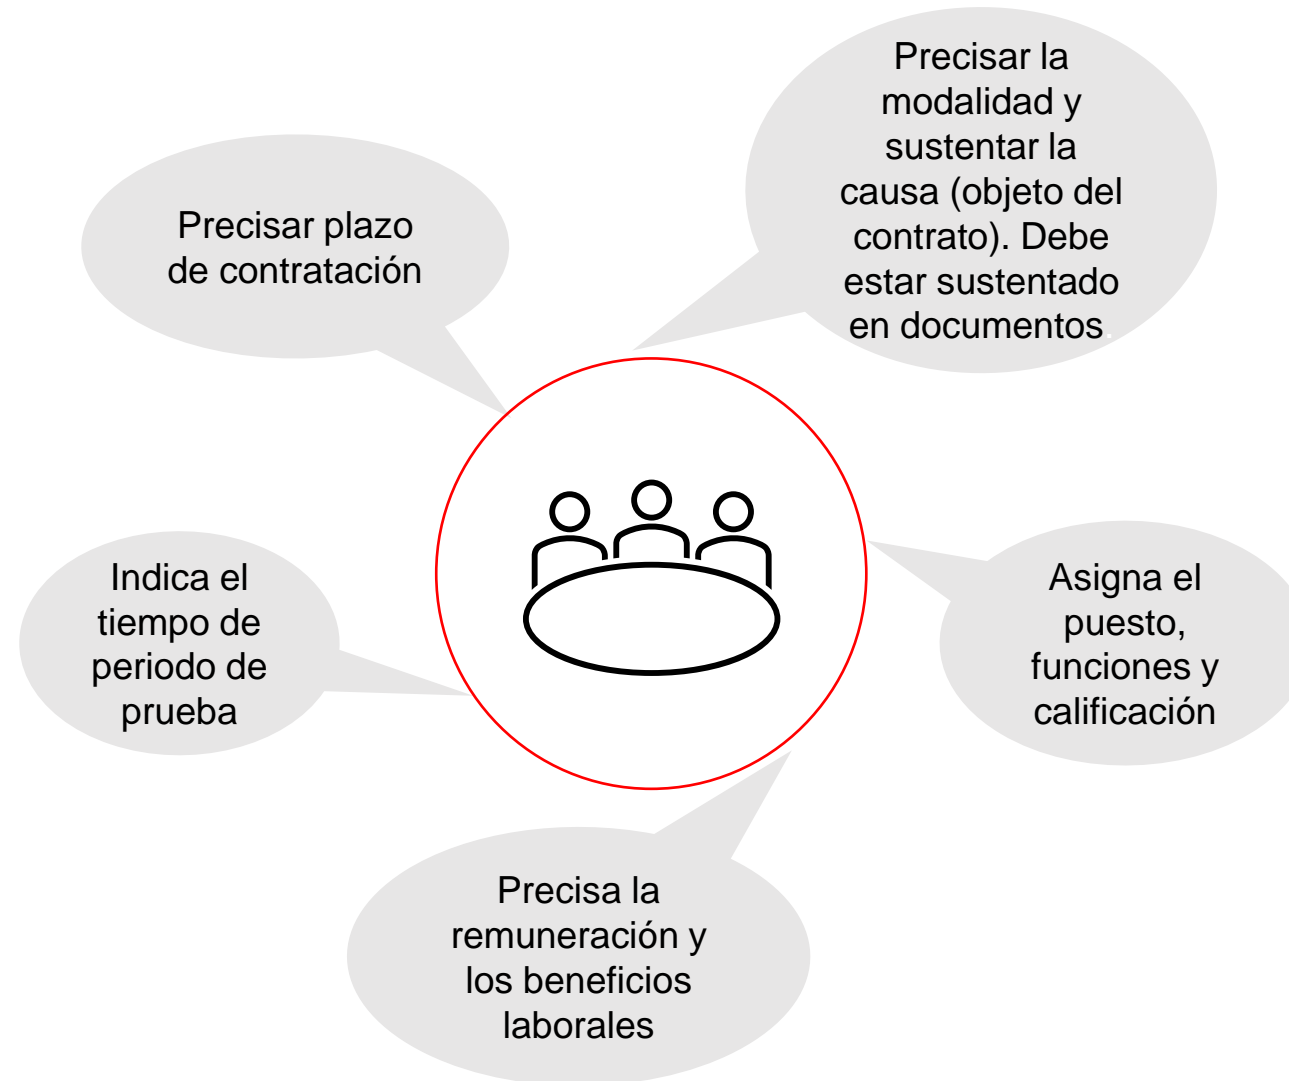 Precisar la
modalidad y
sustentar la
causa (objeto del
contrato). Debe
estar sustentado
en documentos.
Precisar plazo
de contratación
Indica el
tiempo de
periodo de
prueba
Asigna el
puesto,
funciones y
calificación
Precisa la
remuneración y
los beneficios
laborales